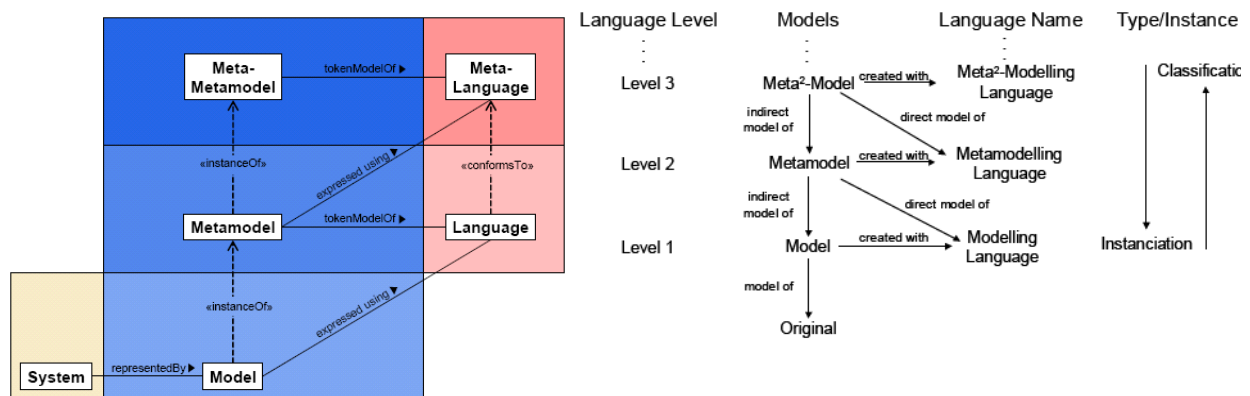 Meta-
Metamodel
tokenModelOf ▶
Meta-
Language
«instanceOf»
expressed using ▼
«conformsTo»
Metamodel
tokenModelOf ▶
Language
«instanceOf»
expressed using ▼
System
representedBy ▶
Model
Language Level
Models
Language Name
Type/Instance
Level 3
Meta²-Model
created with
Meta²-Modelling
Language
Classificatio
indirect
model of
direct model of
Level 2
Metamodel
created with
Metamodelling
Language
indirect
model of
direct model of
Level 1
Model
created with
Modelling
Language
Instanciation
model of
Original